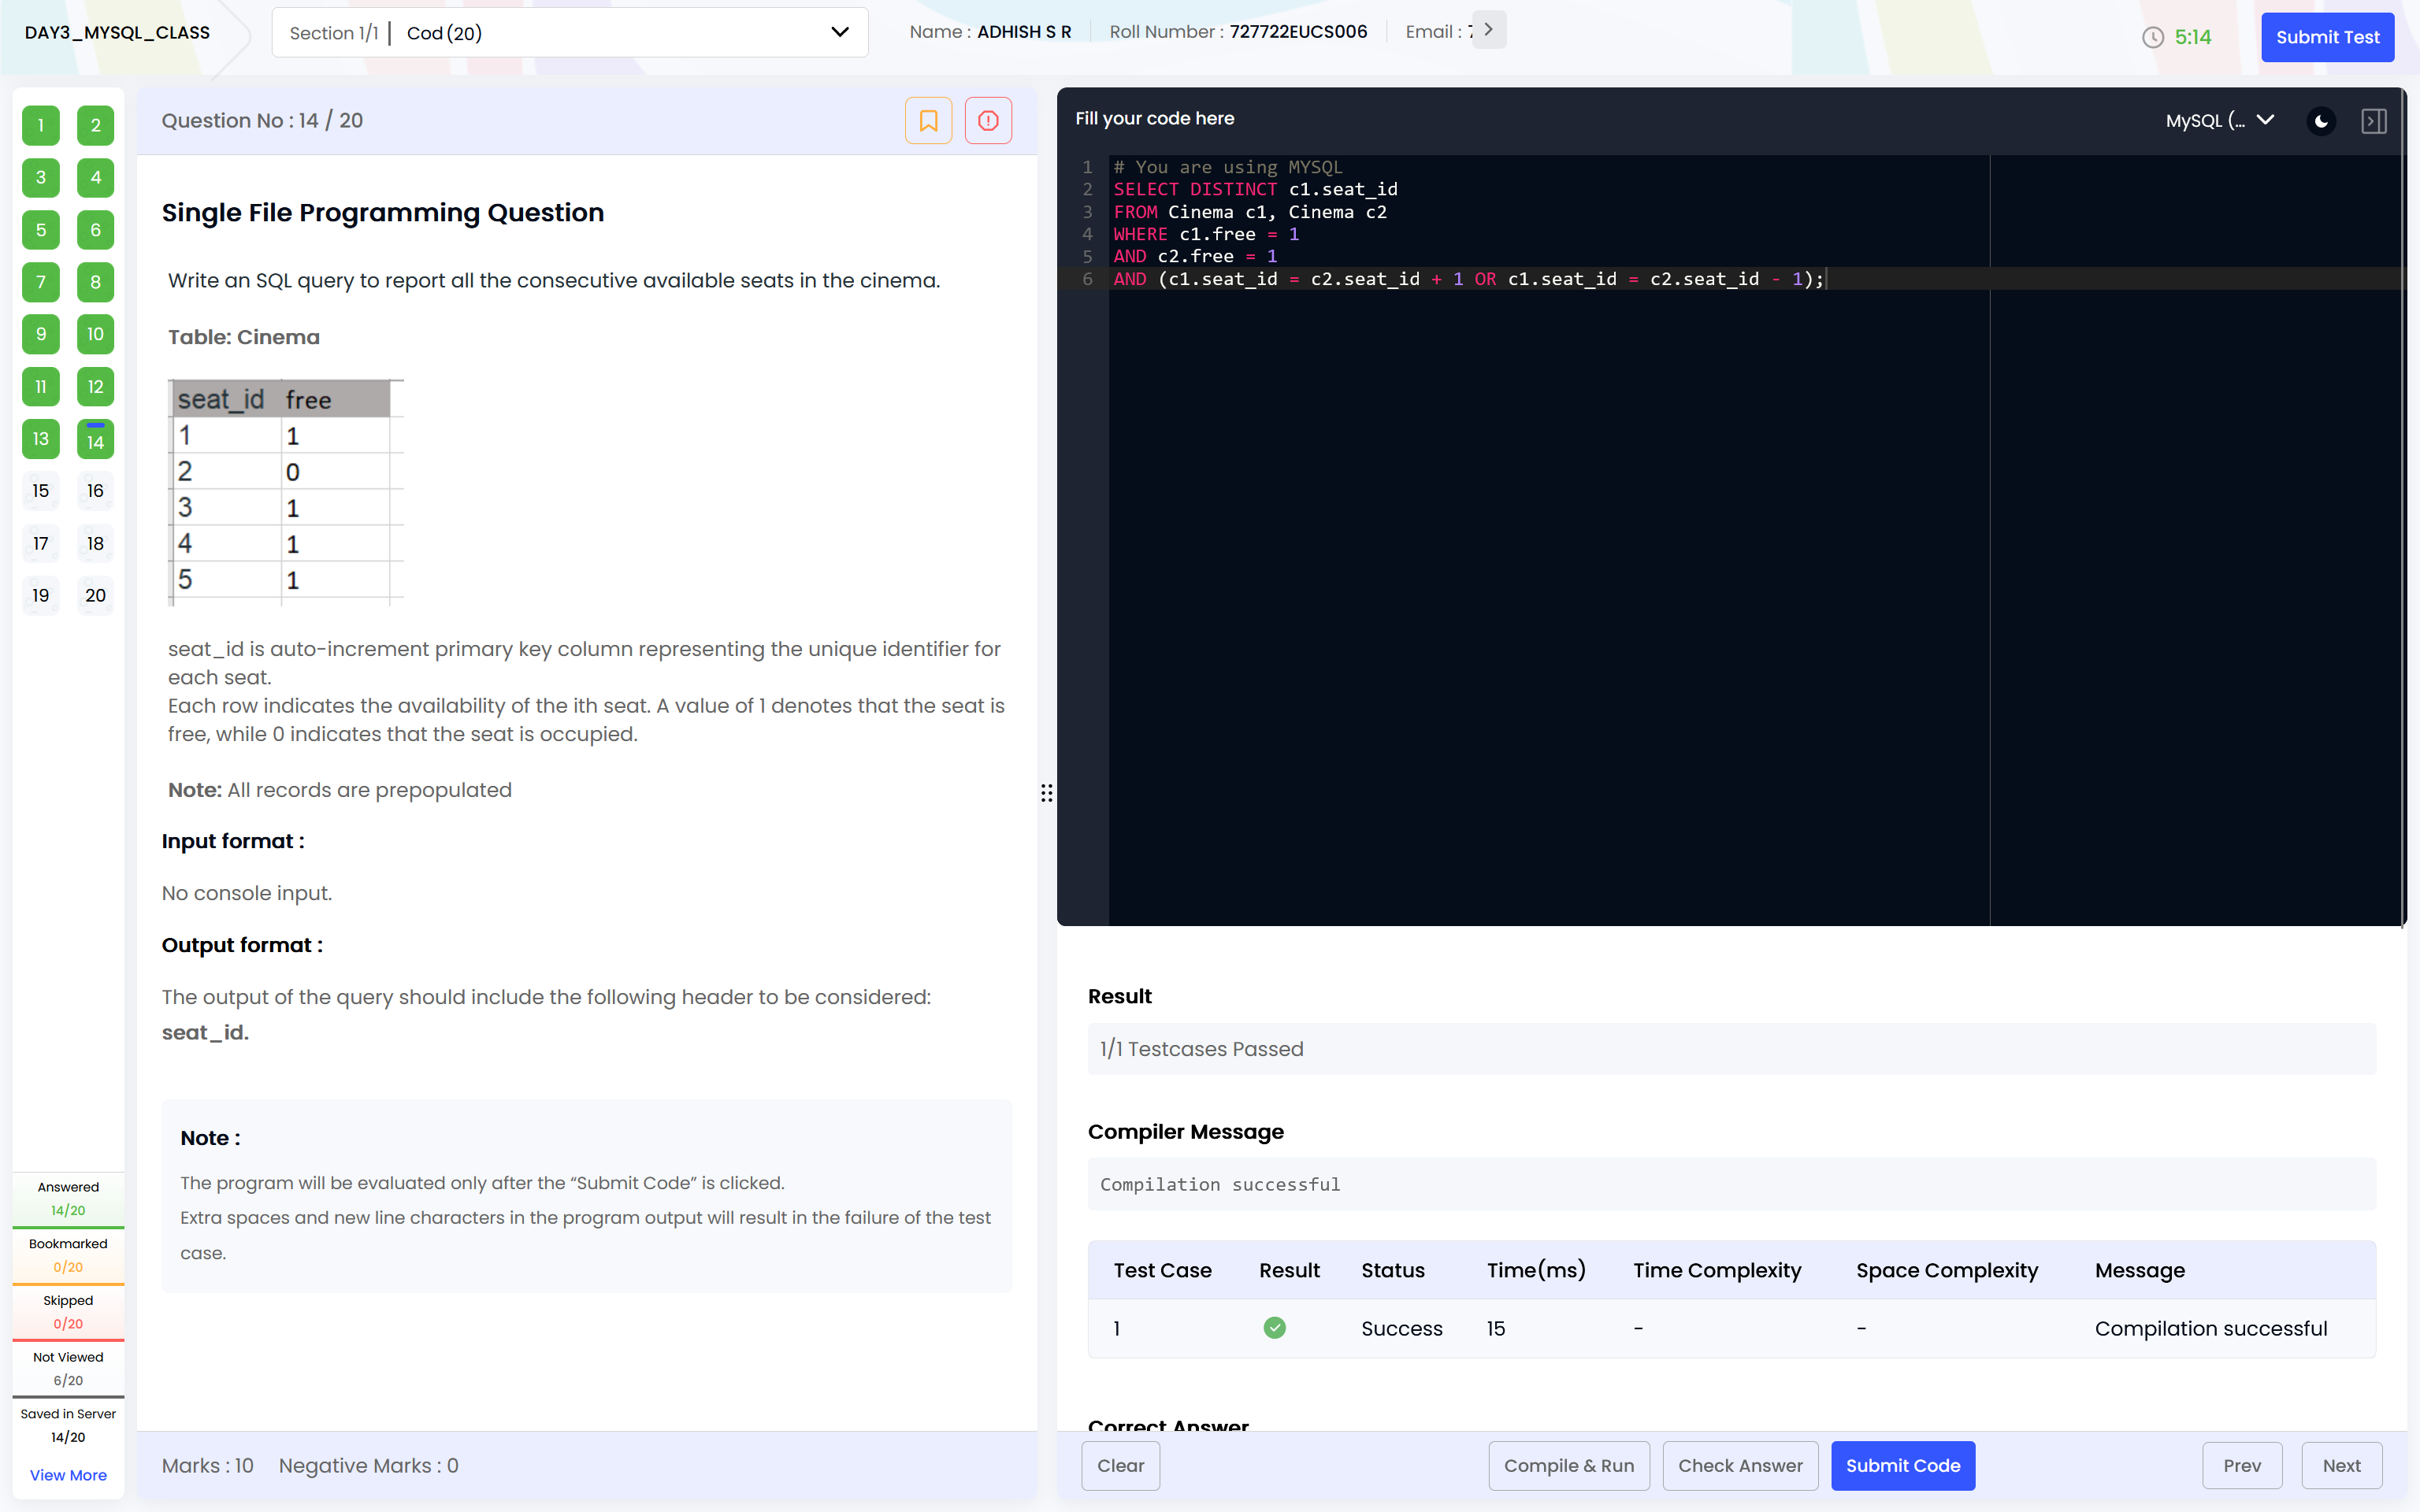 DAY3_MYSQL_CLASS
Section 1/1 | Cod (20)
Name : ADHISH S R
Roll Number : 727722EUCS006
Email :
5:14
Submit Test
1 2
3 4
5 6
7 8
9 10
11 12
13 14
15 16
17 18
19 20
Answered
14/20
Bookmarked
0/20
Skipped
0/20
Not Viewed
6/20
Saved in Server
14/20
View More
Question No : 14 / 20
Single File Programming Question
Write an SQL query to report all the consecutive available seats in the cinema.
Table: Cinema
seat_id free
1 1
2 0
3 1
4 1
5 1
seat_id is auto-increment primary key column representing the unique identifier for
each seat.
Each row indicates the availability of the ith seat. A value of 1 denotes that the seat is
free, while 0 indicates that the seat is occupied.
Note: All records are prepopulated
Input format :
No console input.
Output format :
The output of the query should include the following header to be considered:
seat_id.
Note :
The program will be evaluated only after the “Submit Code” is clicked.
Extra spaces and new line characters in the program output will result in the failure of the test
case.
Marks : 10 Negative Marks : 0
Fill your code here
MySQL (...
1 # You are using MYSQL
2 SELECT DISTINCT c1.seat_id
3 FROM Cinema c1, Cinema c2
4 WHERE c1.free = 1
5 AND c2.free = 1
6 AND (c1.seat_id = c2.seat_id + 1 OR c1.seat_id = c2.seat_id - 1);
Result
1/1 Testcases Passed
Compiler Message
Compilation successful
Test Case Result Status Time(ms) Time Complexity Space Complexity Message
1 Success 15 - - Compilation successful
Correct Answer
Clear
Compile & Run
Check Answer
Submit Code
Prev
Next